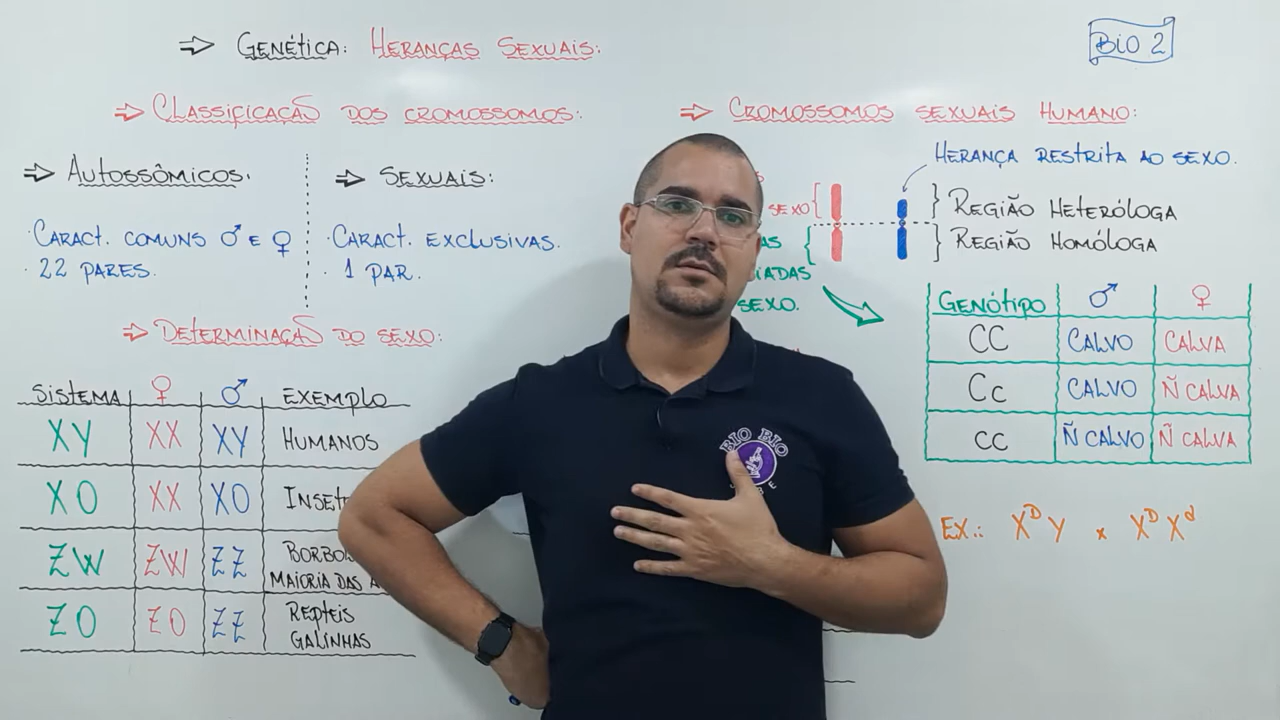 ⇒ GENÉTICA: HERANÇAS SEXUAIS:
BIO 2
⇒ CLASSIFICAÇÃO DOS CROMOSSOMOS:
⇒ AUTOSSÔMICOS.
· CARACT. COMUNS ♂ E ♀
· 22 PARES.
⇒ SEXUAIS:
· CARACT. EXCLUSIVAS.
· 1 PAR.
⇒ DETERMINAÇÃO DO SEXO:
SISTEMA ♀ ♂ EXEMPLO
XY XX XY HUMANOS
XO XX XO
ZW ZW ZZ
MAIORIA DAS
ZO ZO ZZ REPTEIS
GALINHAS
⇒ CROMOSSOMOS SEXUAIS HUMANO:
HERANÇA RESTRITA AO SEXO.
SEXO
REGIÃO HETERÓLOGA
REGIÃO HOMÓLOGA
SEXO.
GENÓTIPO ♂ ♀
CC CALVO CALVA
Cc CALVO Ñ CALVA
cc Ñ CALVO Ñ CALVA
EX.: XᴰY x XᴰXᵈ
BIO BIO